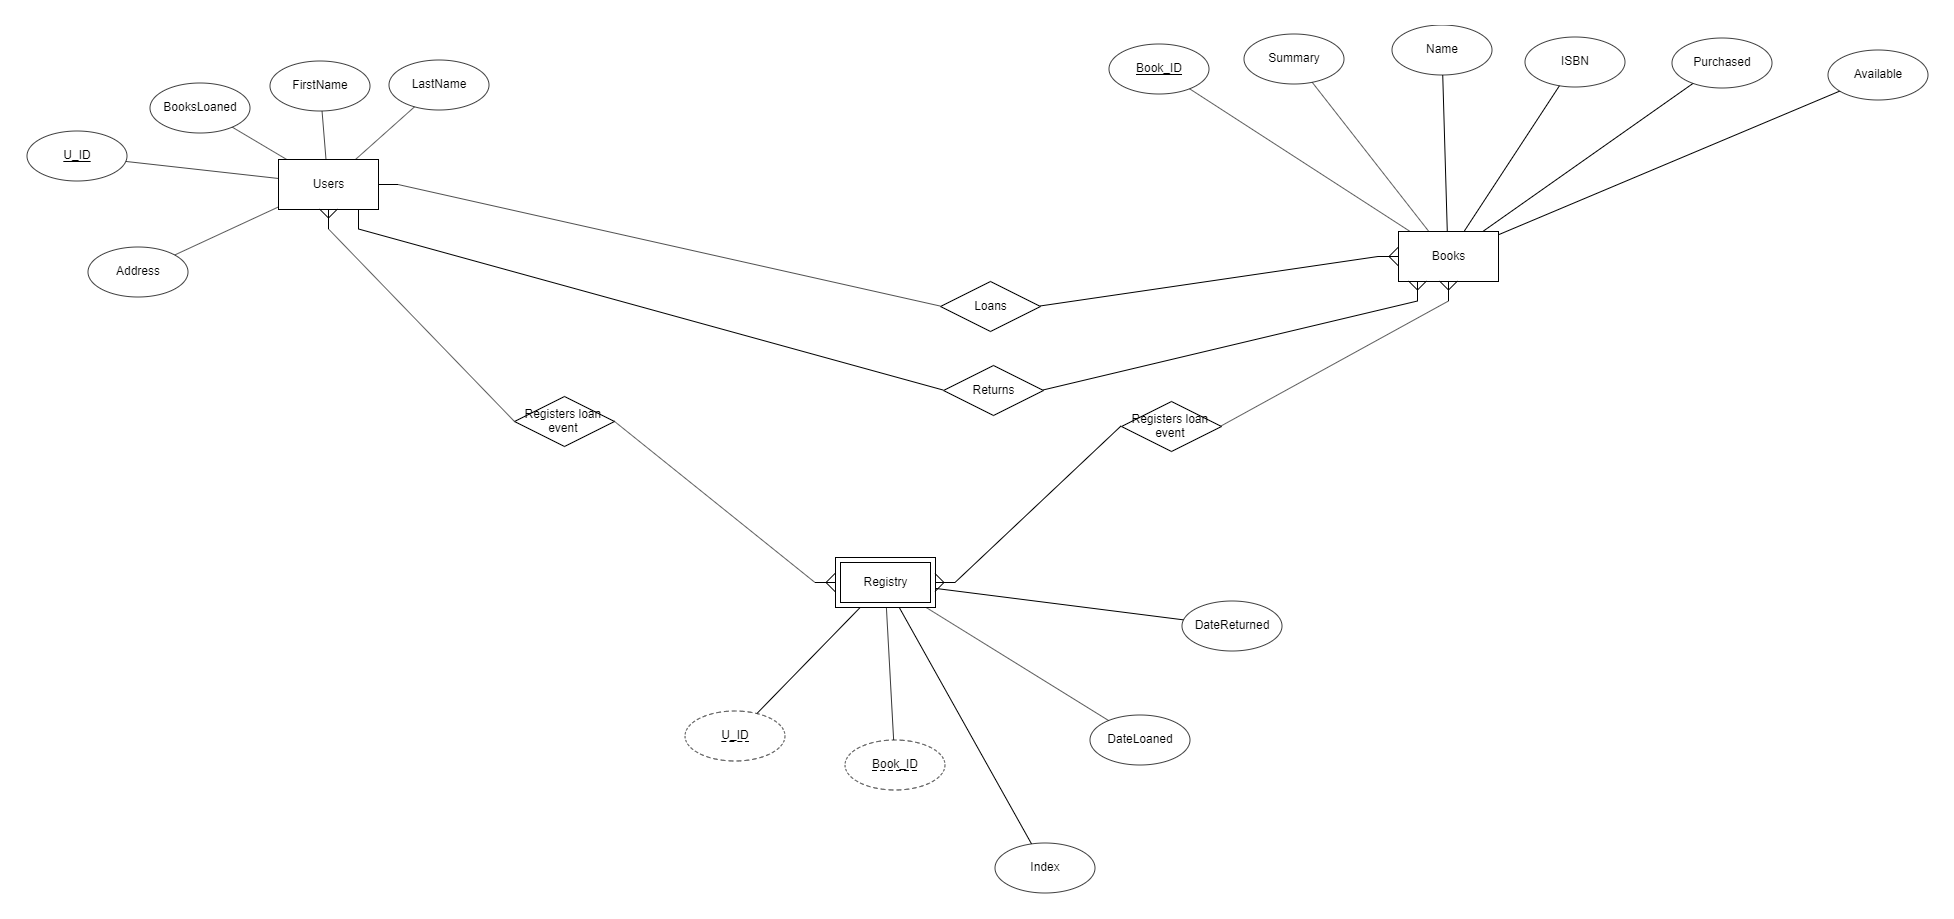 Name
Summary
ISBN
Purchased
Book_ID
Available
FirstName
LastName
BooksLoaned
U_ID
Users
Address
Books
Loans
Returns
Registers loan
event
Registers loan
event
Registry
DateReturned
U_ID
DateLoaned
Book_ID
Index